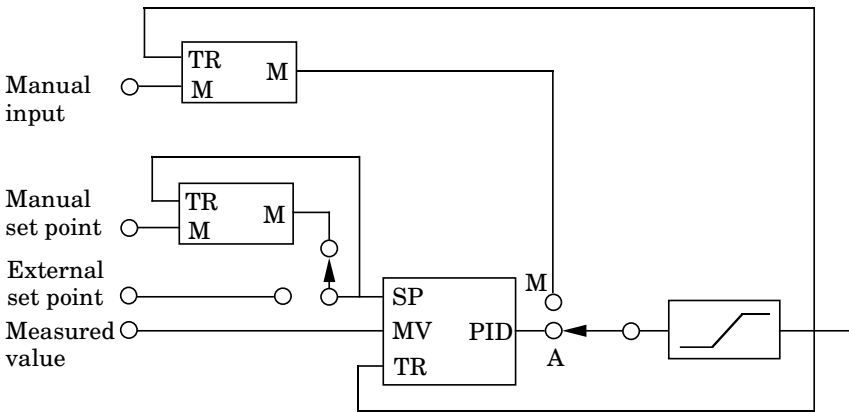 TR
M
M
Manual
input
TR
M
M
Manual
set point
External
set point
Measured
value
SP
MV
TR
PID
M
A